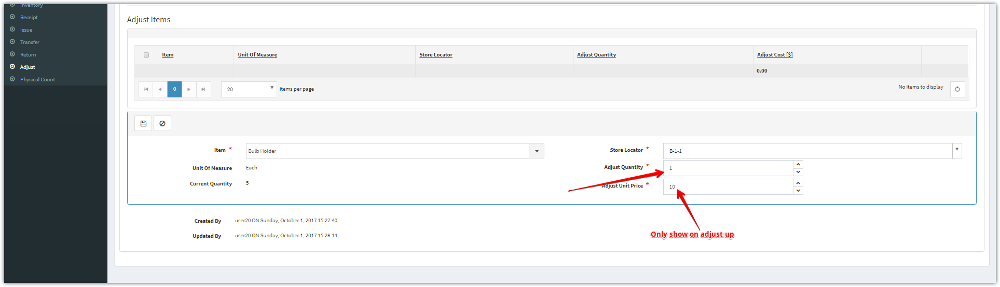 Inventory
Receipt
Issue
Transfer
Return
Adjust
Physical Count
Adjust Items
Item Unit Of Measure Store Locator Adjust Quantity Adjust Cost [$]
0.00
0 20 items per page No items to display
Item * Bulb Holder Store Locator * B-1-1
Unit Of Measure Each Adjust Quantity * 1
Current Quantity 5 Adjust Unit Price * 10
Created By user20 ON Sunday, October 1, 2017 15:27:40
Only show on adjust up
Updated By user20 ON Sunday, October 1, 2017 15:28:14